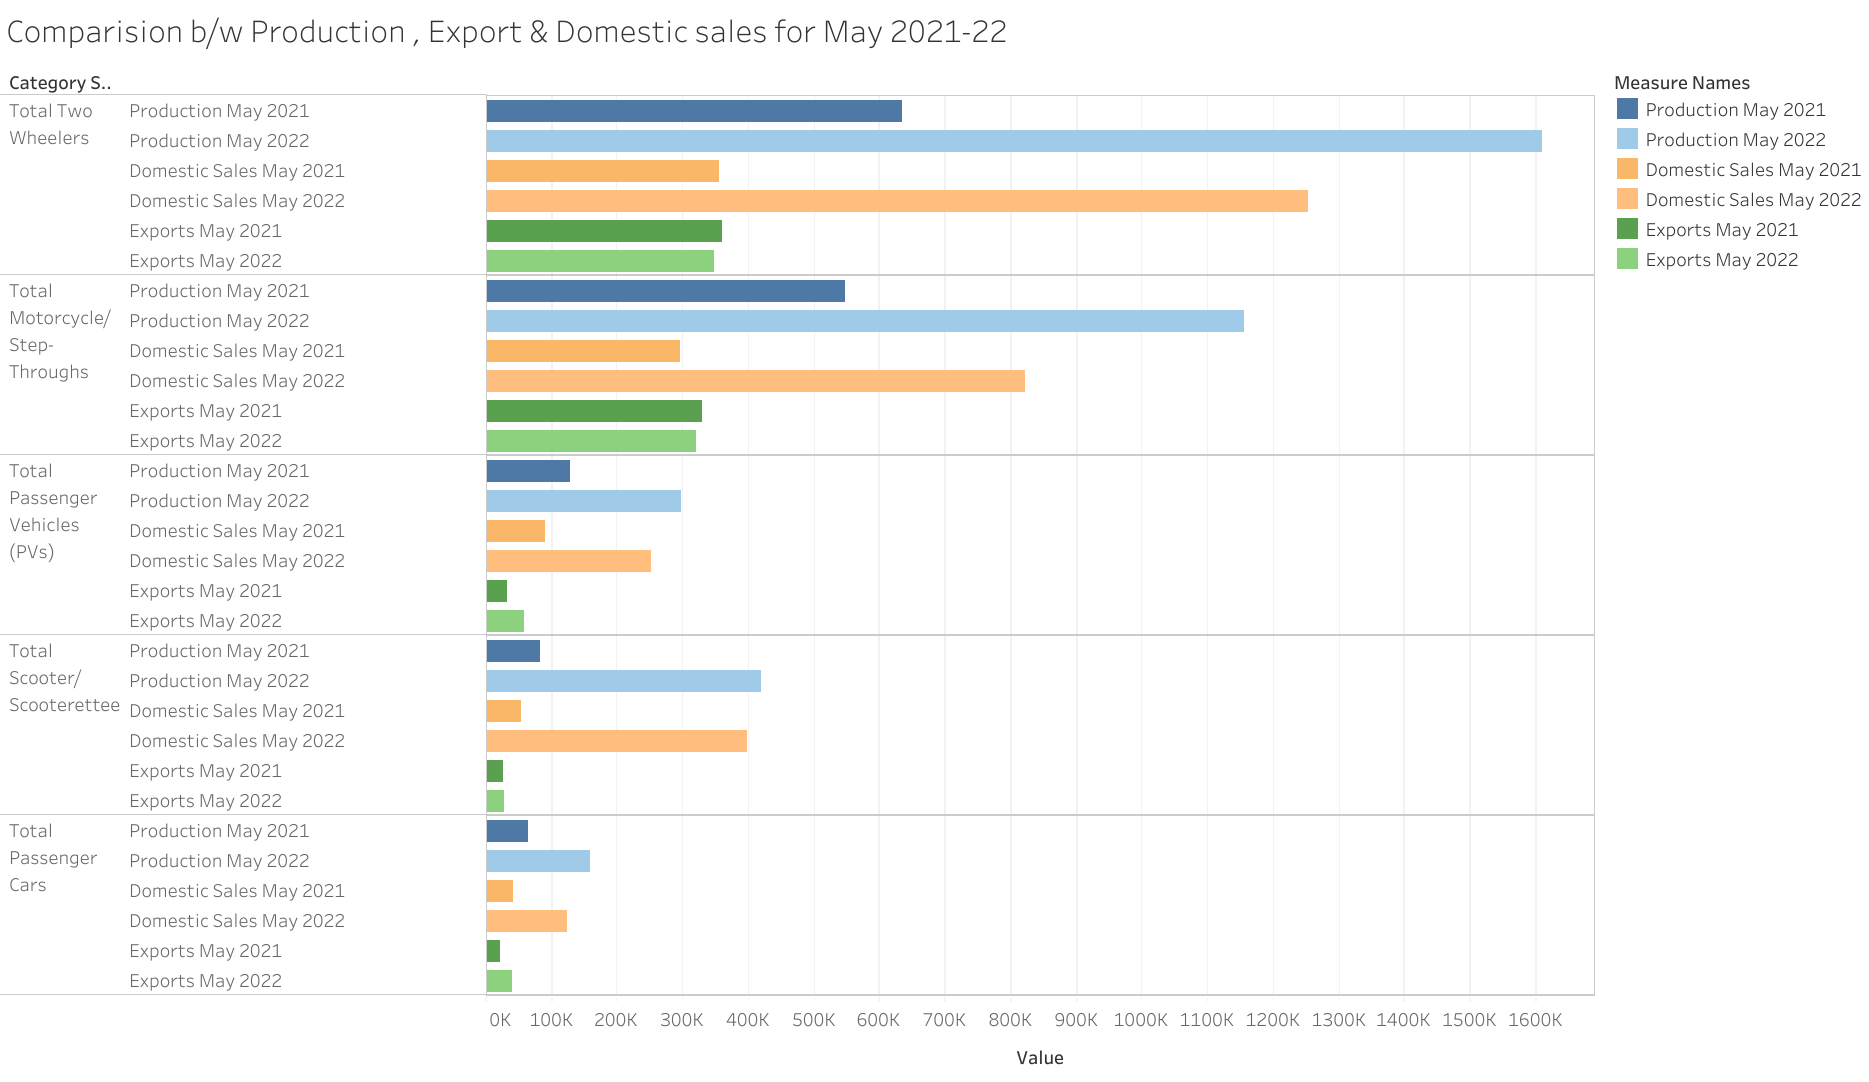 Comparision b/w Production , Export & Domestic sales for May 2021-22
Category S..
Total Two
Wheelers
Production May 2021
Production May 2022
Domestic Sales May 2021
Domestic Sales May 2022
Exports May 2021
Exports May 2022
Total
Motorcycle/
Step-
Throughs
Production May 2021
Production May 2022
Domestic Sales May 2021
Domestic Sales May 2022
Exports May 2021
Exports May 2022
Total
Passenger
Vehicles
(PVs)
Production May 2021
Production May 2022
Domestic Sales May 2021
Domestic Sales May 2022
Exports May 2021
Exports May 2022
Total
Scooter/
Scooterettee
Production May 2021
Production May 2022
Domestic Sales May 2021
Domestic Sales May 2022
Exports May 2021
Exports May 2022
Total
Passenger
Cars
Production May 2021
Production May 2022
Domestic Sales May 2021
Domestic Sales May 2022
Exports May 2021
Exports May 2022
0K 100K 200K 300K 400K 500K 600K 700K 800K 900K 1000K 1100K 1200K 1300K 1400K 1500K 1600K
Value
Measure Names
Production May 2021
Production May 2022
Domestic Sales May 2021
Domestic Sales May 2022
Exports May 2021
Exports May 2022